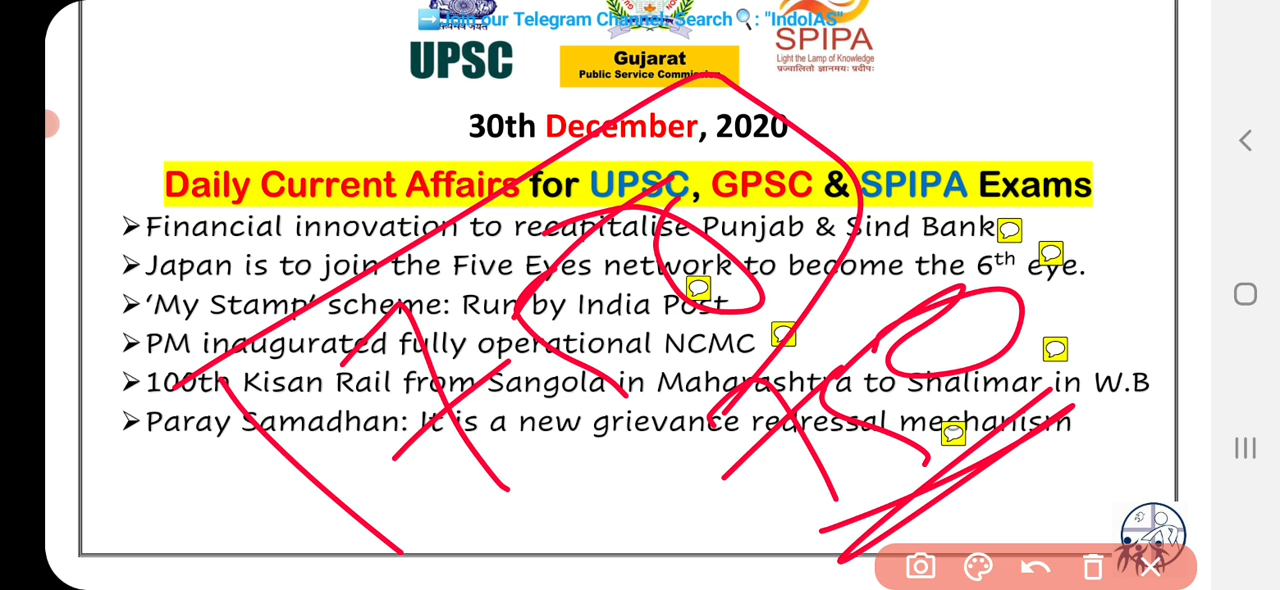 ➡Join our Telegram Channel: Search🔍: "IndoIAS"
UPSC
Gujarat
Public Service Commission
SPIPA
Light the Lamp of Knowledge
प्रज्वालितो ज्ञानमयः प्रदीपः
30th December, 2020
Daily Current Affairs for UPSC, GPSC & SPIPA Exams
➢Financial innovation to recapitalise Punjab & Sind Bank
➢Japan is to join the Five Eyes network to become the 6th eye.
➢‘My Stamp’ scheme: Run by India Post
➢PM inaugurated fully operational NCMC
➢100th Kisan Rail from Sangola in Maharashtra to Shalimar in W.B
➢Paray Samadhan: It is a new grievance redressal mechanism